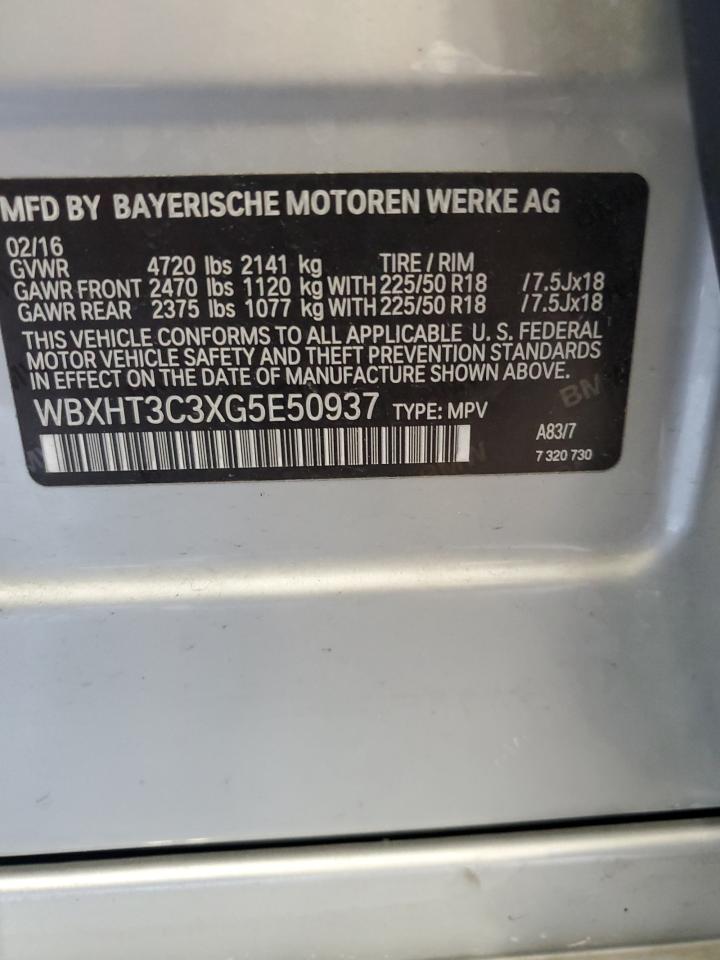 MFD BY BAYERISCHE MOTOREN WERKE AG
02/16
GVWR 4720 lbs 2141 kg TIRE / RIM
GAWR FRONT 2470 lbs 1120 kg WITH 225/50 R18 /7.5Jx18
GAWR REAR 2375 lbs 1077 kg WITH 225/50 R18 /7.5Jx18
THIS VEHICLE CONFORMS TO ALL APPLICABLE U. S. FEDERAL
MOTOR VEHICLE SAFETY AND THEFT PREVENTION STANDARDS
IN EFFECT ON THE DATE OF MANUFACTURE SHOWN ABOVE.
WBXHT3C3XG5E50937 TYPE: MPV
A83/7
7 320 730